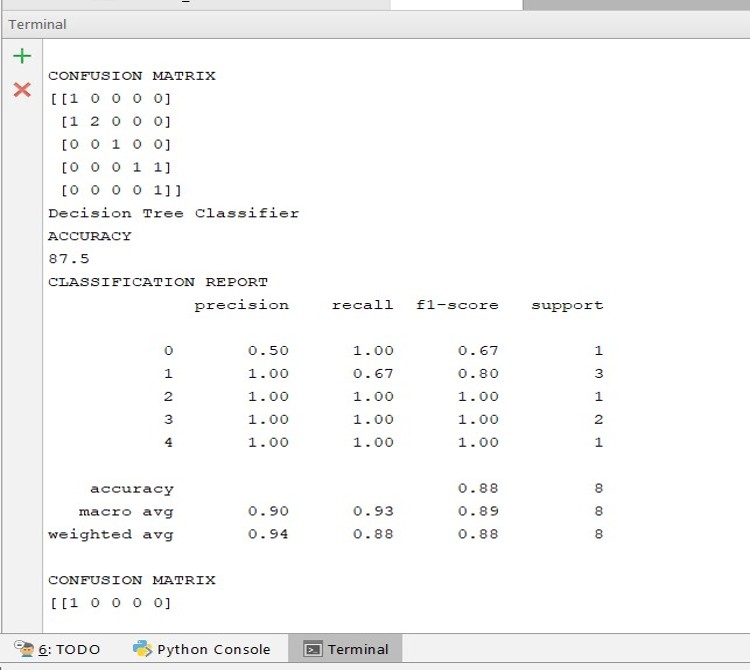 Terminal
CONFUSION MATRIX
[[1 0 0 0 0]
[1 2 0 0 0]
[0 0 1 0 0]
[0 0 0 1 1]
[0 0 0 0 1]]
Decision Tree Classifier
ACCURACY
87.5
CLASSIFICATION REPORT
precision recall f1-score support
0 0.50 1.00 0.67 1
1 1.00 0.67 0.80 3
2 1.00 1.00 1.00 1
3 1.00 1.00 1.00 2
4 1.00 1.00 1.00 1
accuracy 0.88 8
macro avg 0.90 0.93 0.89 8
weighted avg 0.94 0.88 0.88 8
CONFUSION MATRIX
[[1 0 0 0 0]
6: TODO Python Console Terminal